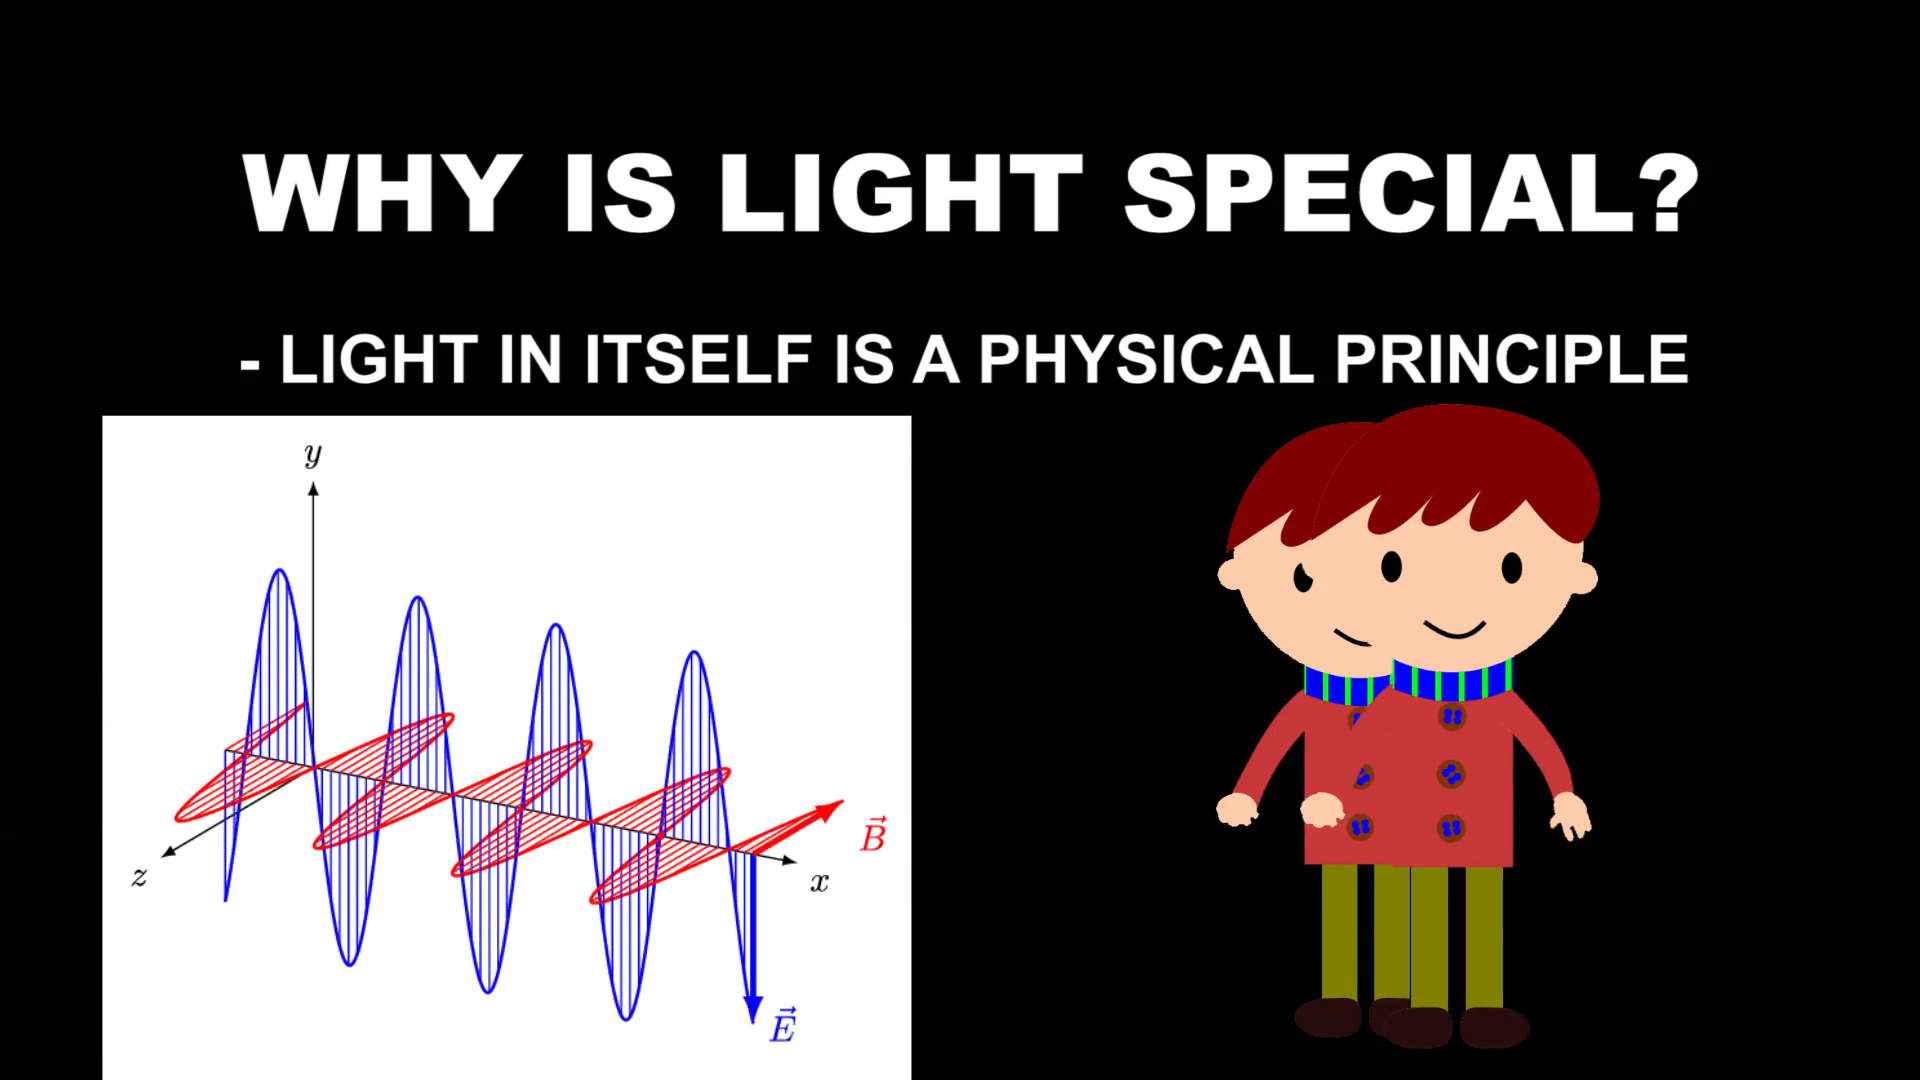 WHY IS LIGHT SPECIAL?
- LIGHT IN ITSELF IS A PHYSICAL PRINCIPLE
y
B⃗
z
x
E⃗